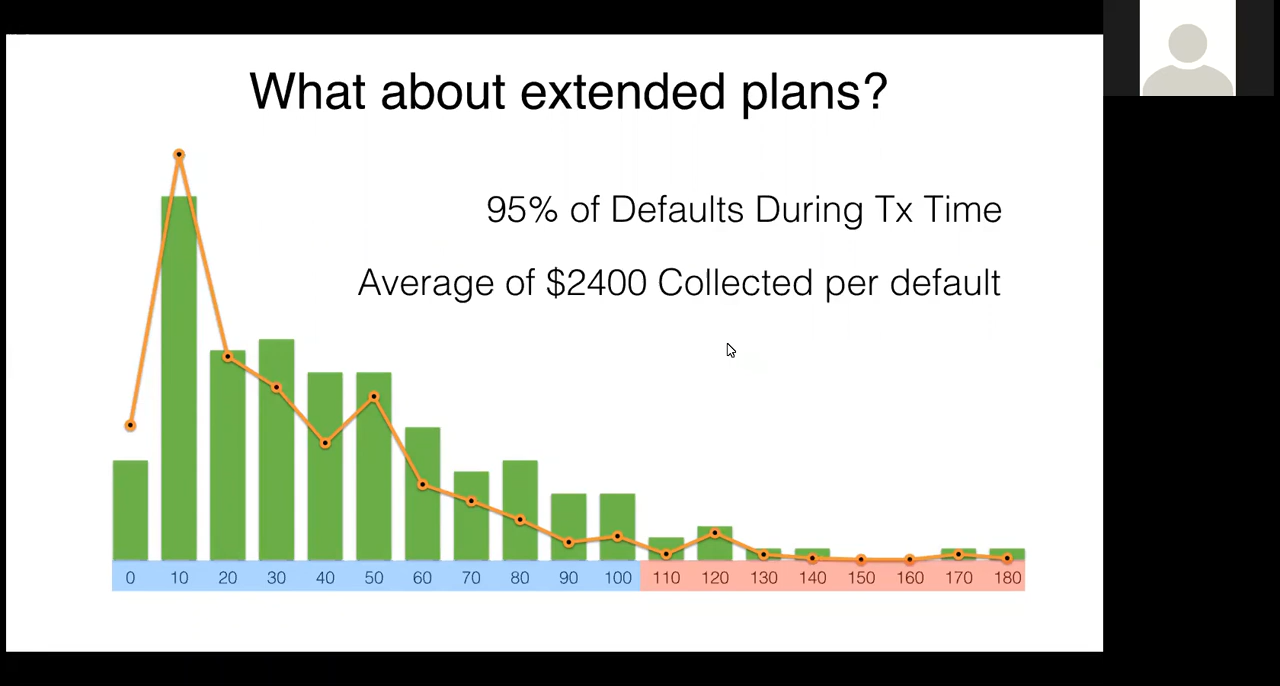 What about extended plans?
95% of Defaults During Tx Time
Average of $2400 Collected per default
0 10 20 30 40 50 60 70 80 90 100 110 120 130 140 150 160 170 180